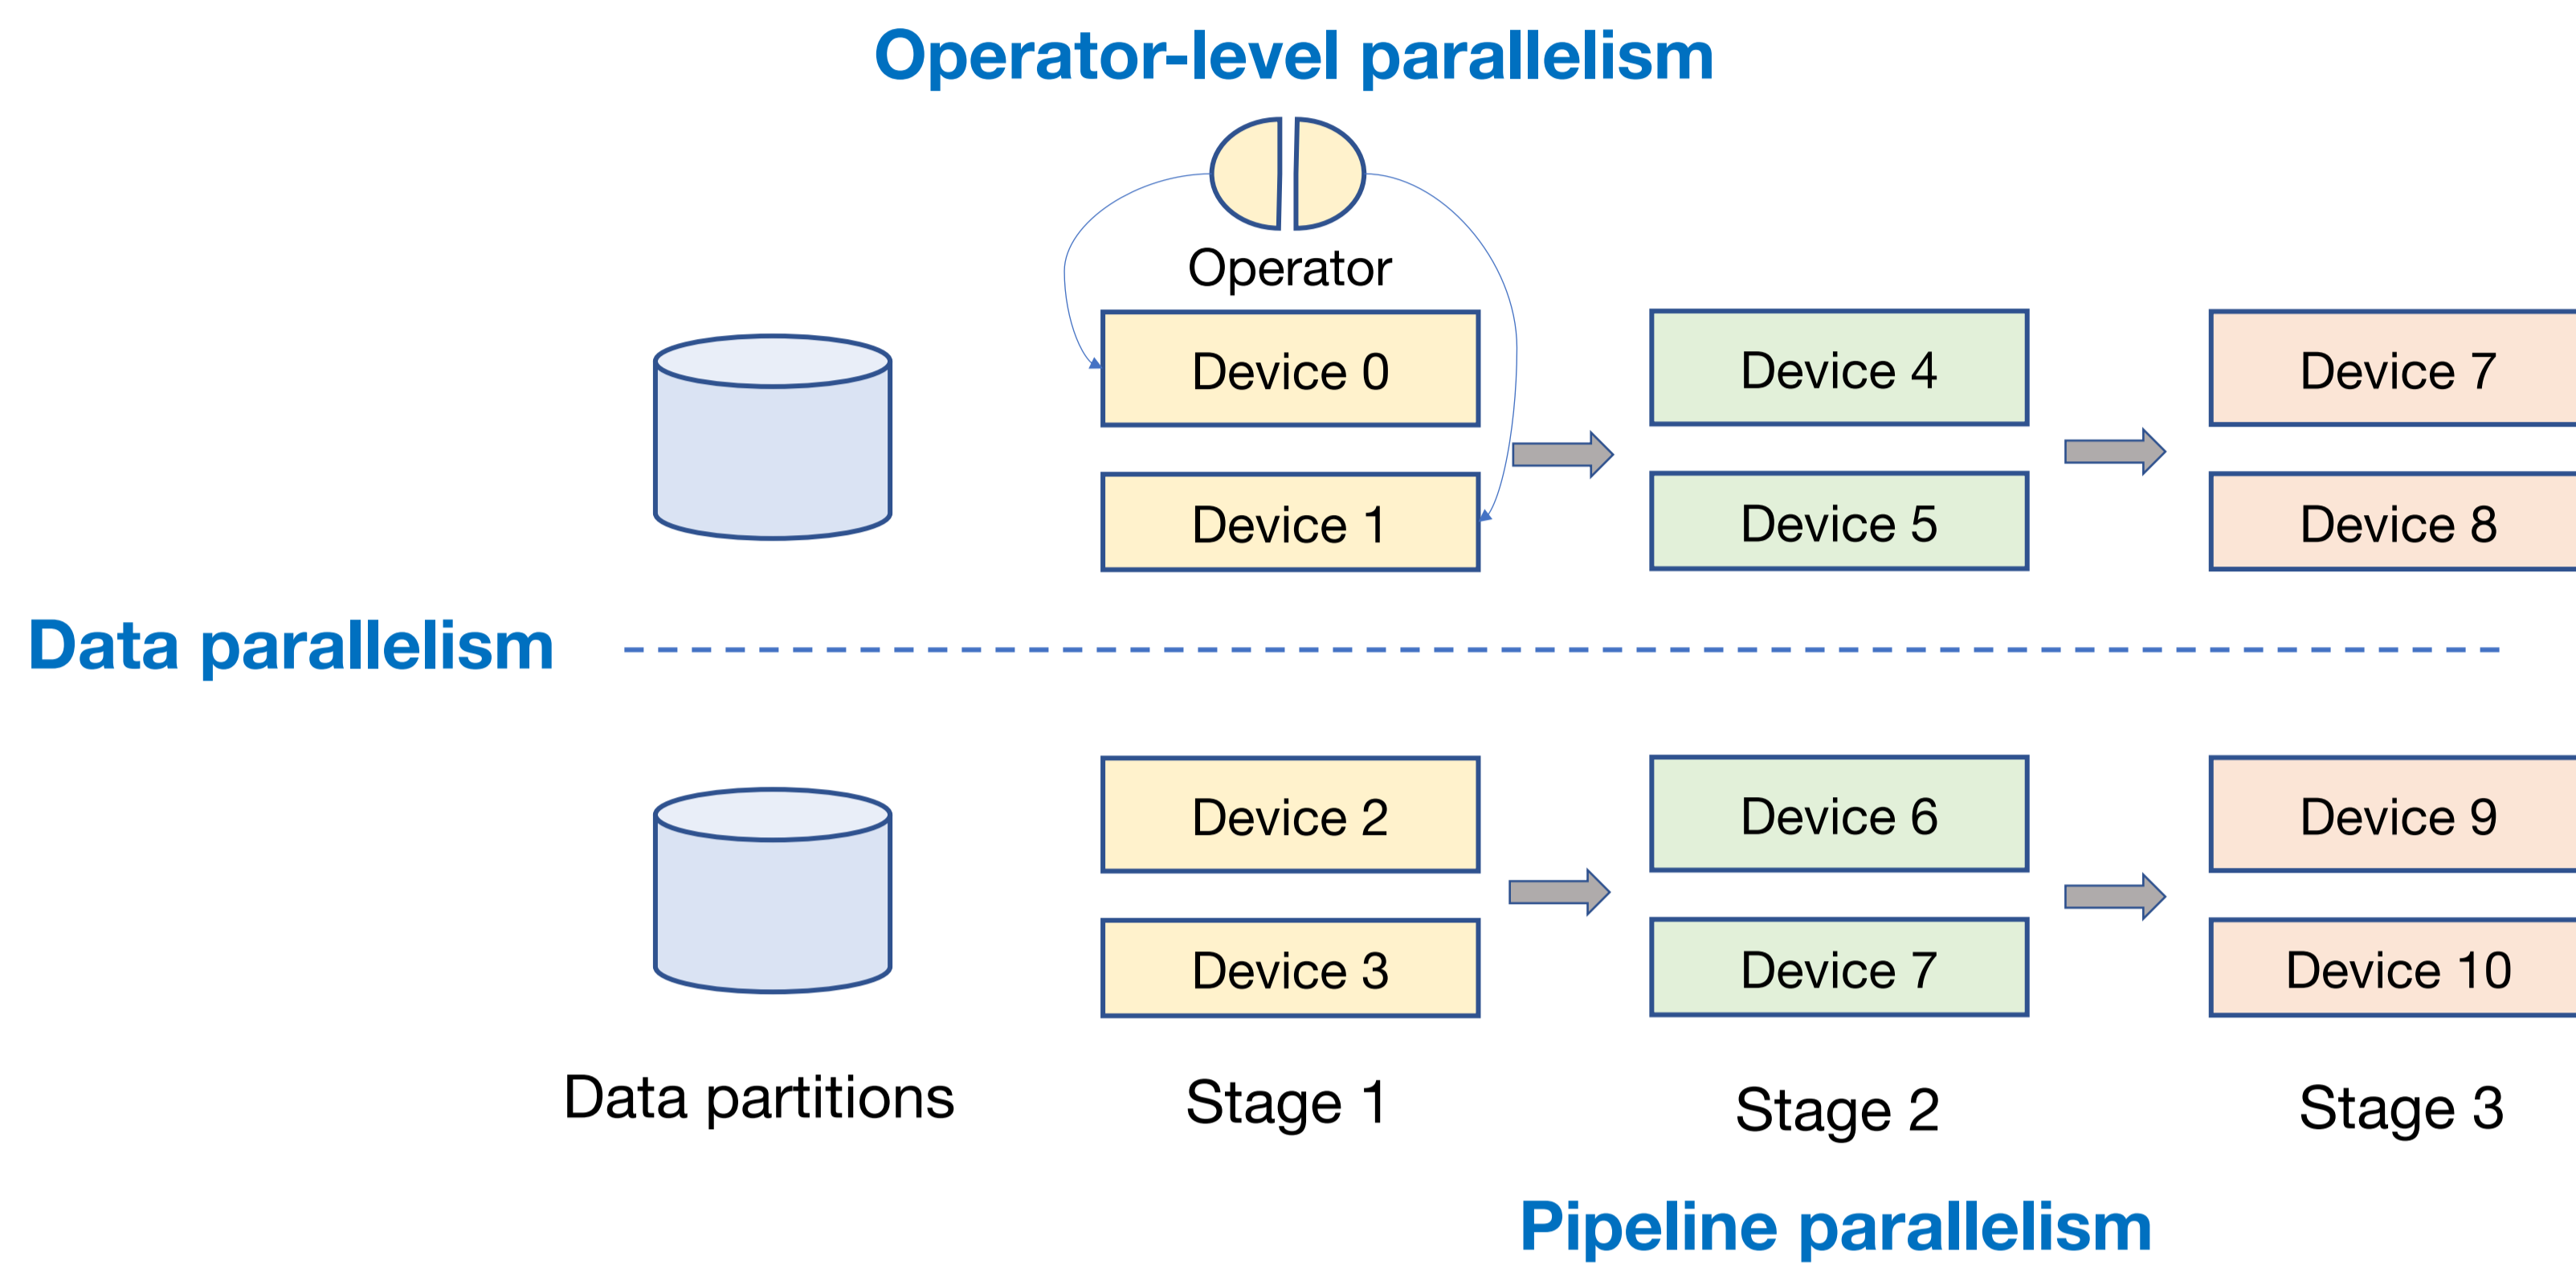 Operator-level parallelism
Operator
Device 0
Device 4
Device 7
Device 1
Device 5
Device 8
Data parallelism
Device 2
Device 6
Device 9
Device 3
Device 7
Device 10
Data partitions
Stage 1
Stage 2
Stage 3
Pipeline parallelism